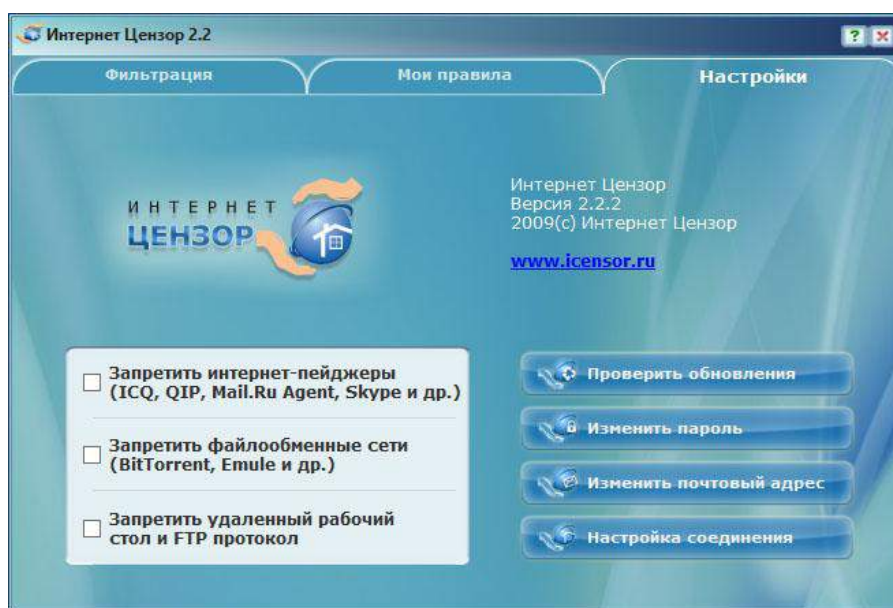 Интернет Цензор 2.2
?
Фильтрация
Мои правила
Настройки
ИНТЕРНЕТ
ЦЕНЗОР
Интернет Цензор
Версия 2.2.2
2009(c) Интернет Цензор
www.icensor.ru
Запретить интернет-пейджеры
(ICQ, QIP, Mail.Ru Agent, Skype и др.)
Запретить файлообменные сети
(BitTorrent, Emule и др.)
Запретить удаленный рабочий
стол и FTP протокол
Проверить обновления
Изменить пароль
Изменить почтовый адрес
Настройка соединения